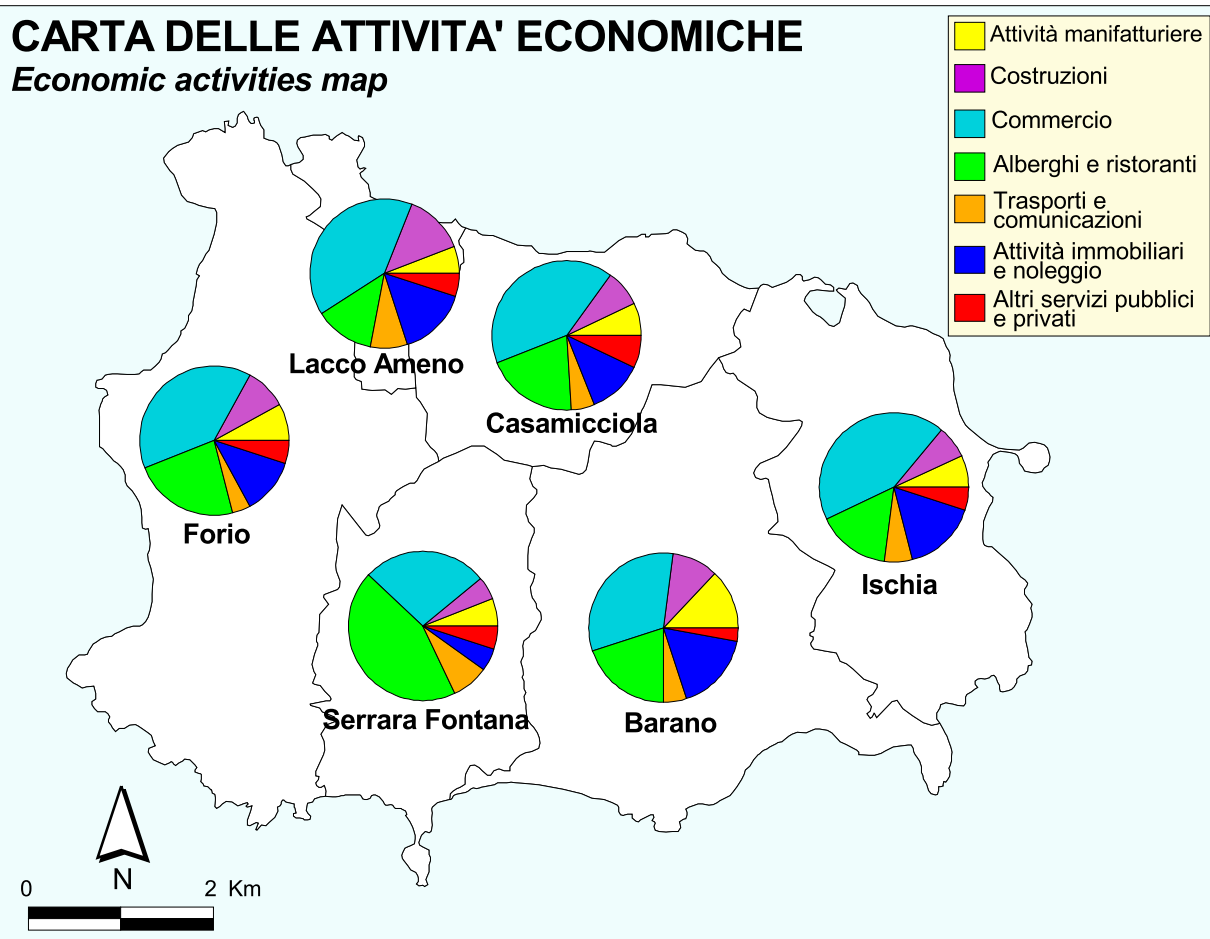 CARTA DELLE ATTIVITA' ECONOMICHE
Economic activities map
Attività manifatturiere
Costruzioni
Commercio
Alberghi e ristoranti
Trasporti e
comunicazioni
Attività immobiliari
e noleggio
Altri servizi pubblici
e privati
Lacco Ameno
Casamicciola
Forio
Ischia
Serrara Fontana
Barano
N
0 2 Km